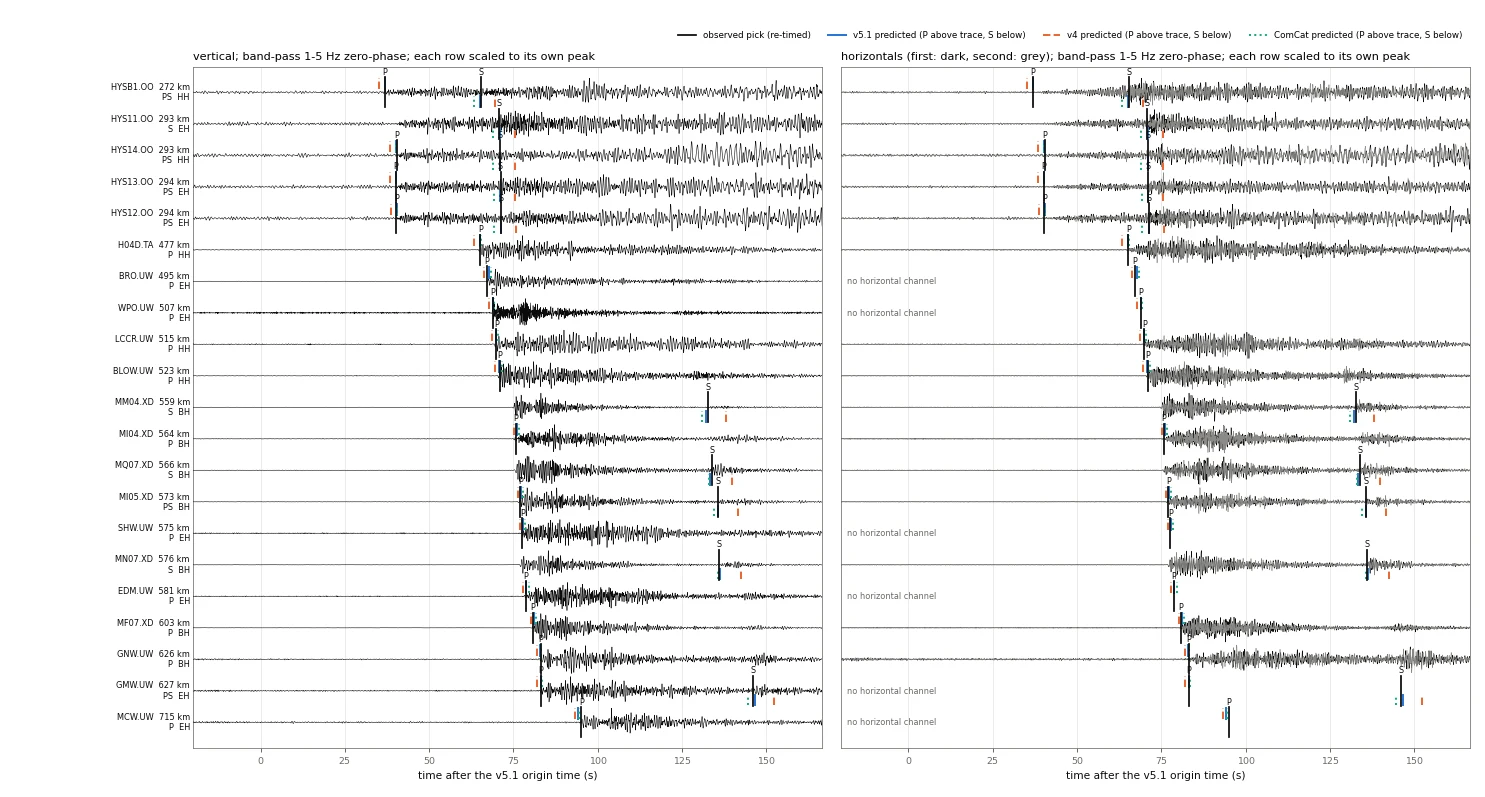 observed pick (re-timed)
v5.1 predicted (P above trace, S below)
v4 predicted (P above trace, S below)
ComCat predicted (P above trace, S below)
vertical; band-pass 1-5 Hz zero-phase; each row scaled to its own peak
horizontals (first: dark, second: grey); band-pass 1-5 Hz zero-phase; each row scaled to its own peak
HYSB1.OO 272 km
PS HH
HYS11.OO 293 km
S EH
HYS14.OO 293 km
PS HH
HYS13.OO 294 km
PS EH
HYS12.OO 294 km
PS EH
H04D.TA 477 km
P HH
BRO.UW 495 km
P EH
no horizontal channel
WPO.UW 507 km
P EH
no horizontal channel
LCCR.UW 515 km
P HH
BLOW.UW 523 km
P HH
MM04.XD 559 km
S BH
MI04.XD 564 km
P BH
MQ07.XD 566 km
S BH
MI05.XD 573 km
PS BH
SHW.UW 575 km
P EH
no horizontal channel
MN07.XD 576 km
S BH
EDM.UW 581 km
P EH
no horizontal channel
MF07.XD 603 km
P BH
GNW.UW 626 km
P BH
GMW.UW 627 km
PS EH
no horizontal channel
MCW.UW 715 km
P EH
no horizontal channel
0 25 50 75 100 125 150
0 25 50 75 100 125 150
time after the v5.1 origin time (s)
time after the v5.1 origin time (s)